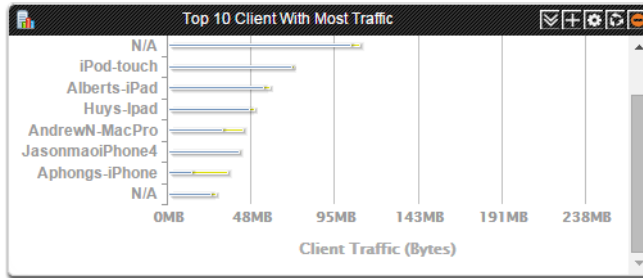 Top 10 Client With Most Traffic
N/A
iPod-touch
Alberts-iPad
Huys-Ipad
AndrewN-MacPro
JasonmaoiPhone4
Aphongs-iPhone
N/A
0MB 48MB 95MB 143MB 191MB 238MB
Client Traffic (Bytes)